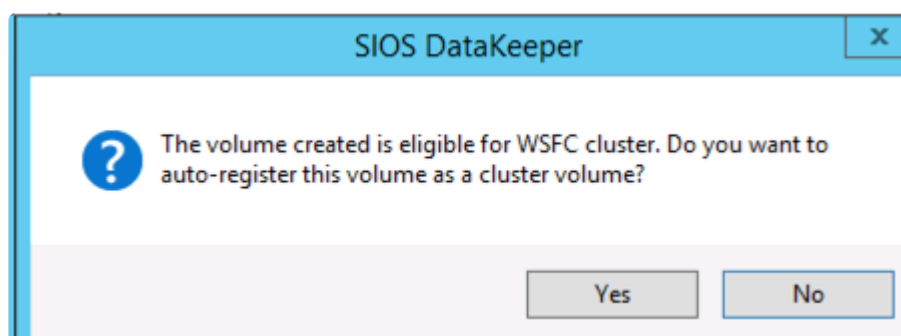 SIOS DataKeeper
x
The volume created is eligible for WSFC cluster. Do you want to
auto-register this volume as a cluster volume?
Yes
No